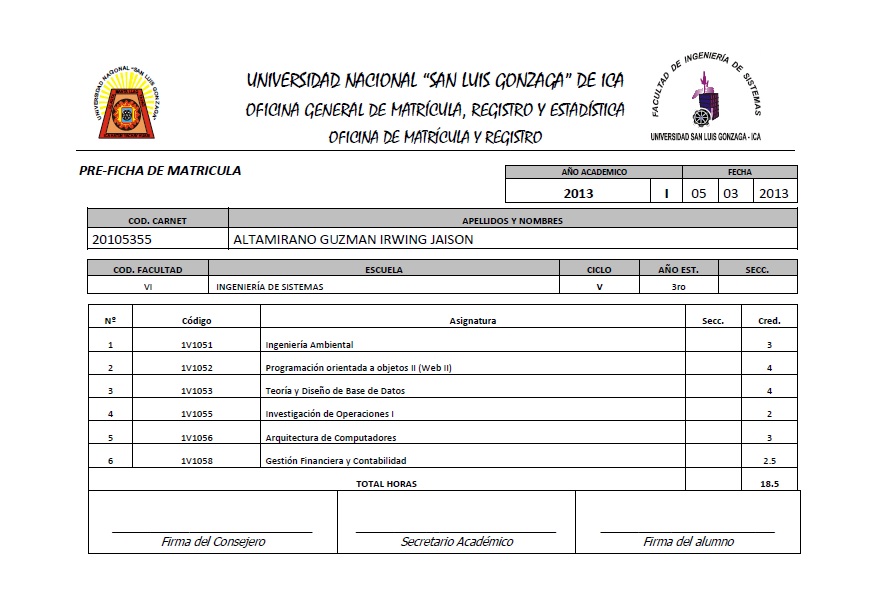 UNIVERSIDAD NACIONAL "SAN LUIS GONZAGA"
UNIVERSIDAD NACIONAL “SAN LUIS GONZAGA” DE ICA
OFICINA GENERAL DE MATRÍCULA, REGISTRO Y ESTADÍSTICA
OFICINA DE MATRÍCULA Y REGISTRO
FACULTAD DE INGENIERÍA DE SISTEMAS
UNIVERSIDAD SAN LUIS GONZAGA - ICA
PRE-FICHA DE MATRICULA
AÑO ACADEMICO FECHA
2013 I 05 03 2013
COD. CARNET APELLIDOS Y NOMBRES
20105355 ALTAMIRANO GUZMAN IRWING JAISON
COD. FACULTAD ESCUELA CICLO AÑO EST. SECC.
VI INGENIERÍA DE SISTEMAS V 3ro
Nº Código Asignatura Secc. Cred.
1 1V1051 Ingeniería Ambiental 3
2 1V1052 Programación orientada a objetos II (Web II) 4
3 1V1053 Teoría y Diseño de Base de Datos 4
4 1V1055 Investigación de Operaciones I 2
5 1V1056 Arquitectura de Computadores 3
6 1V1058 Gestión Financiera y Contabilidad 2.5
TOTAL HORAS 18.5
Firma del Consejero Secretario Académico Firma del alumno